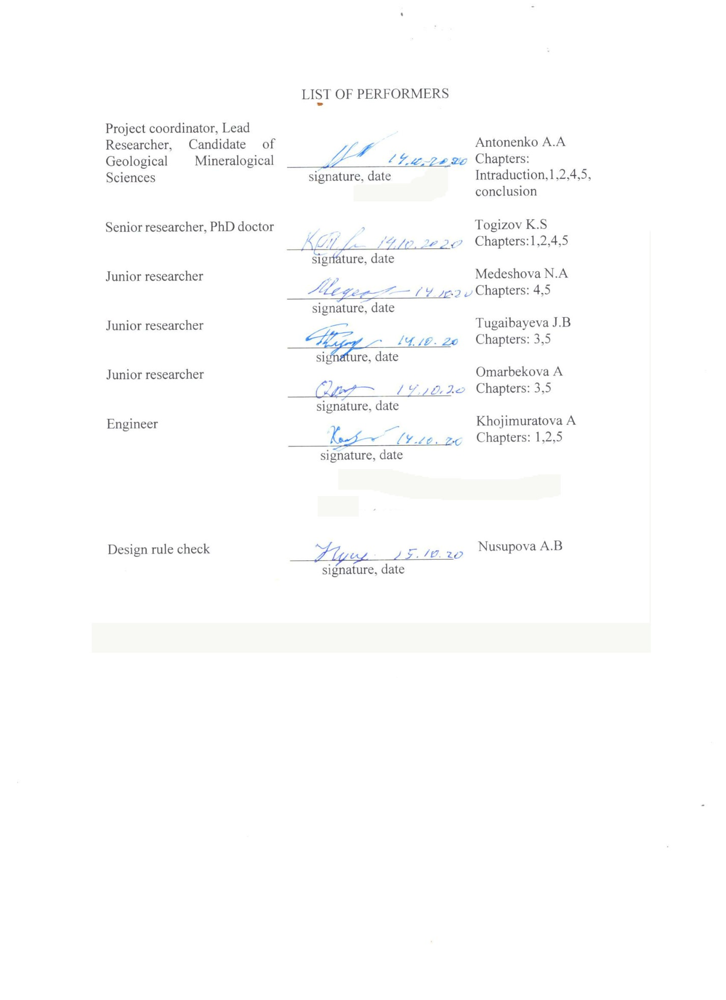 LIST OF PERFORMERS
Project coordinator, Lead
Researcher, Candidate of
Geological Mineralogical
Sciences
14.10.2020
signature, date
Antonenko A.A
Chapters:
Intraduction,1,2,4,5,
conclusion
Senior researcher, PhD doctor
14.10.2020
signature, date
Togizov K.S
Chapters:1,2,4,5
Junior researcher
14.10.20
signature, date
Medeshova N.A
Chapters: 4,5
Junior researcher
14.10.20
signature, date
Tugaibayeva J.B
Chapters: 3,5
Junior researcher
14.10.20
signature, date
Omarbekova A
Chapters: 3,5
Engineer
14.10.20
signature, date
Khojimuratova A
Chapters: 1,2,5
Design rule check
15.10.20
signature, date
Nusupova A.B